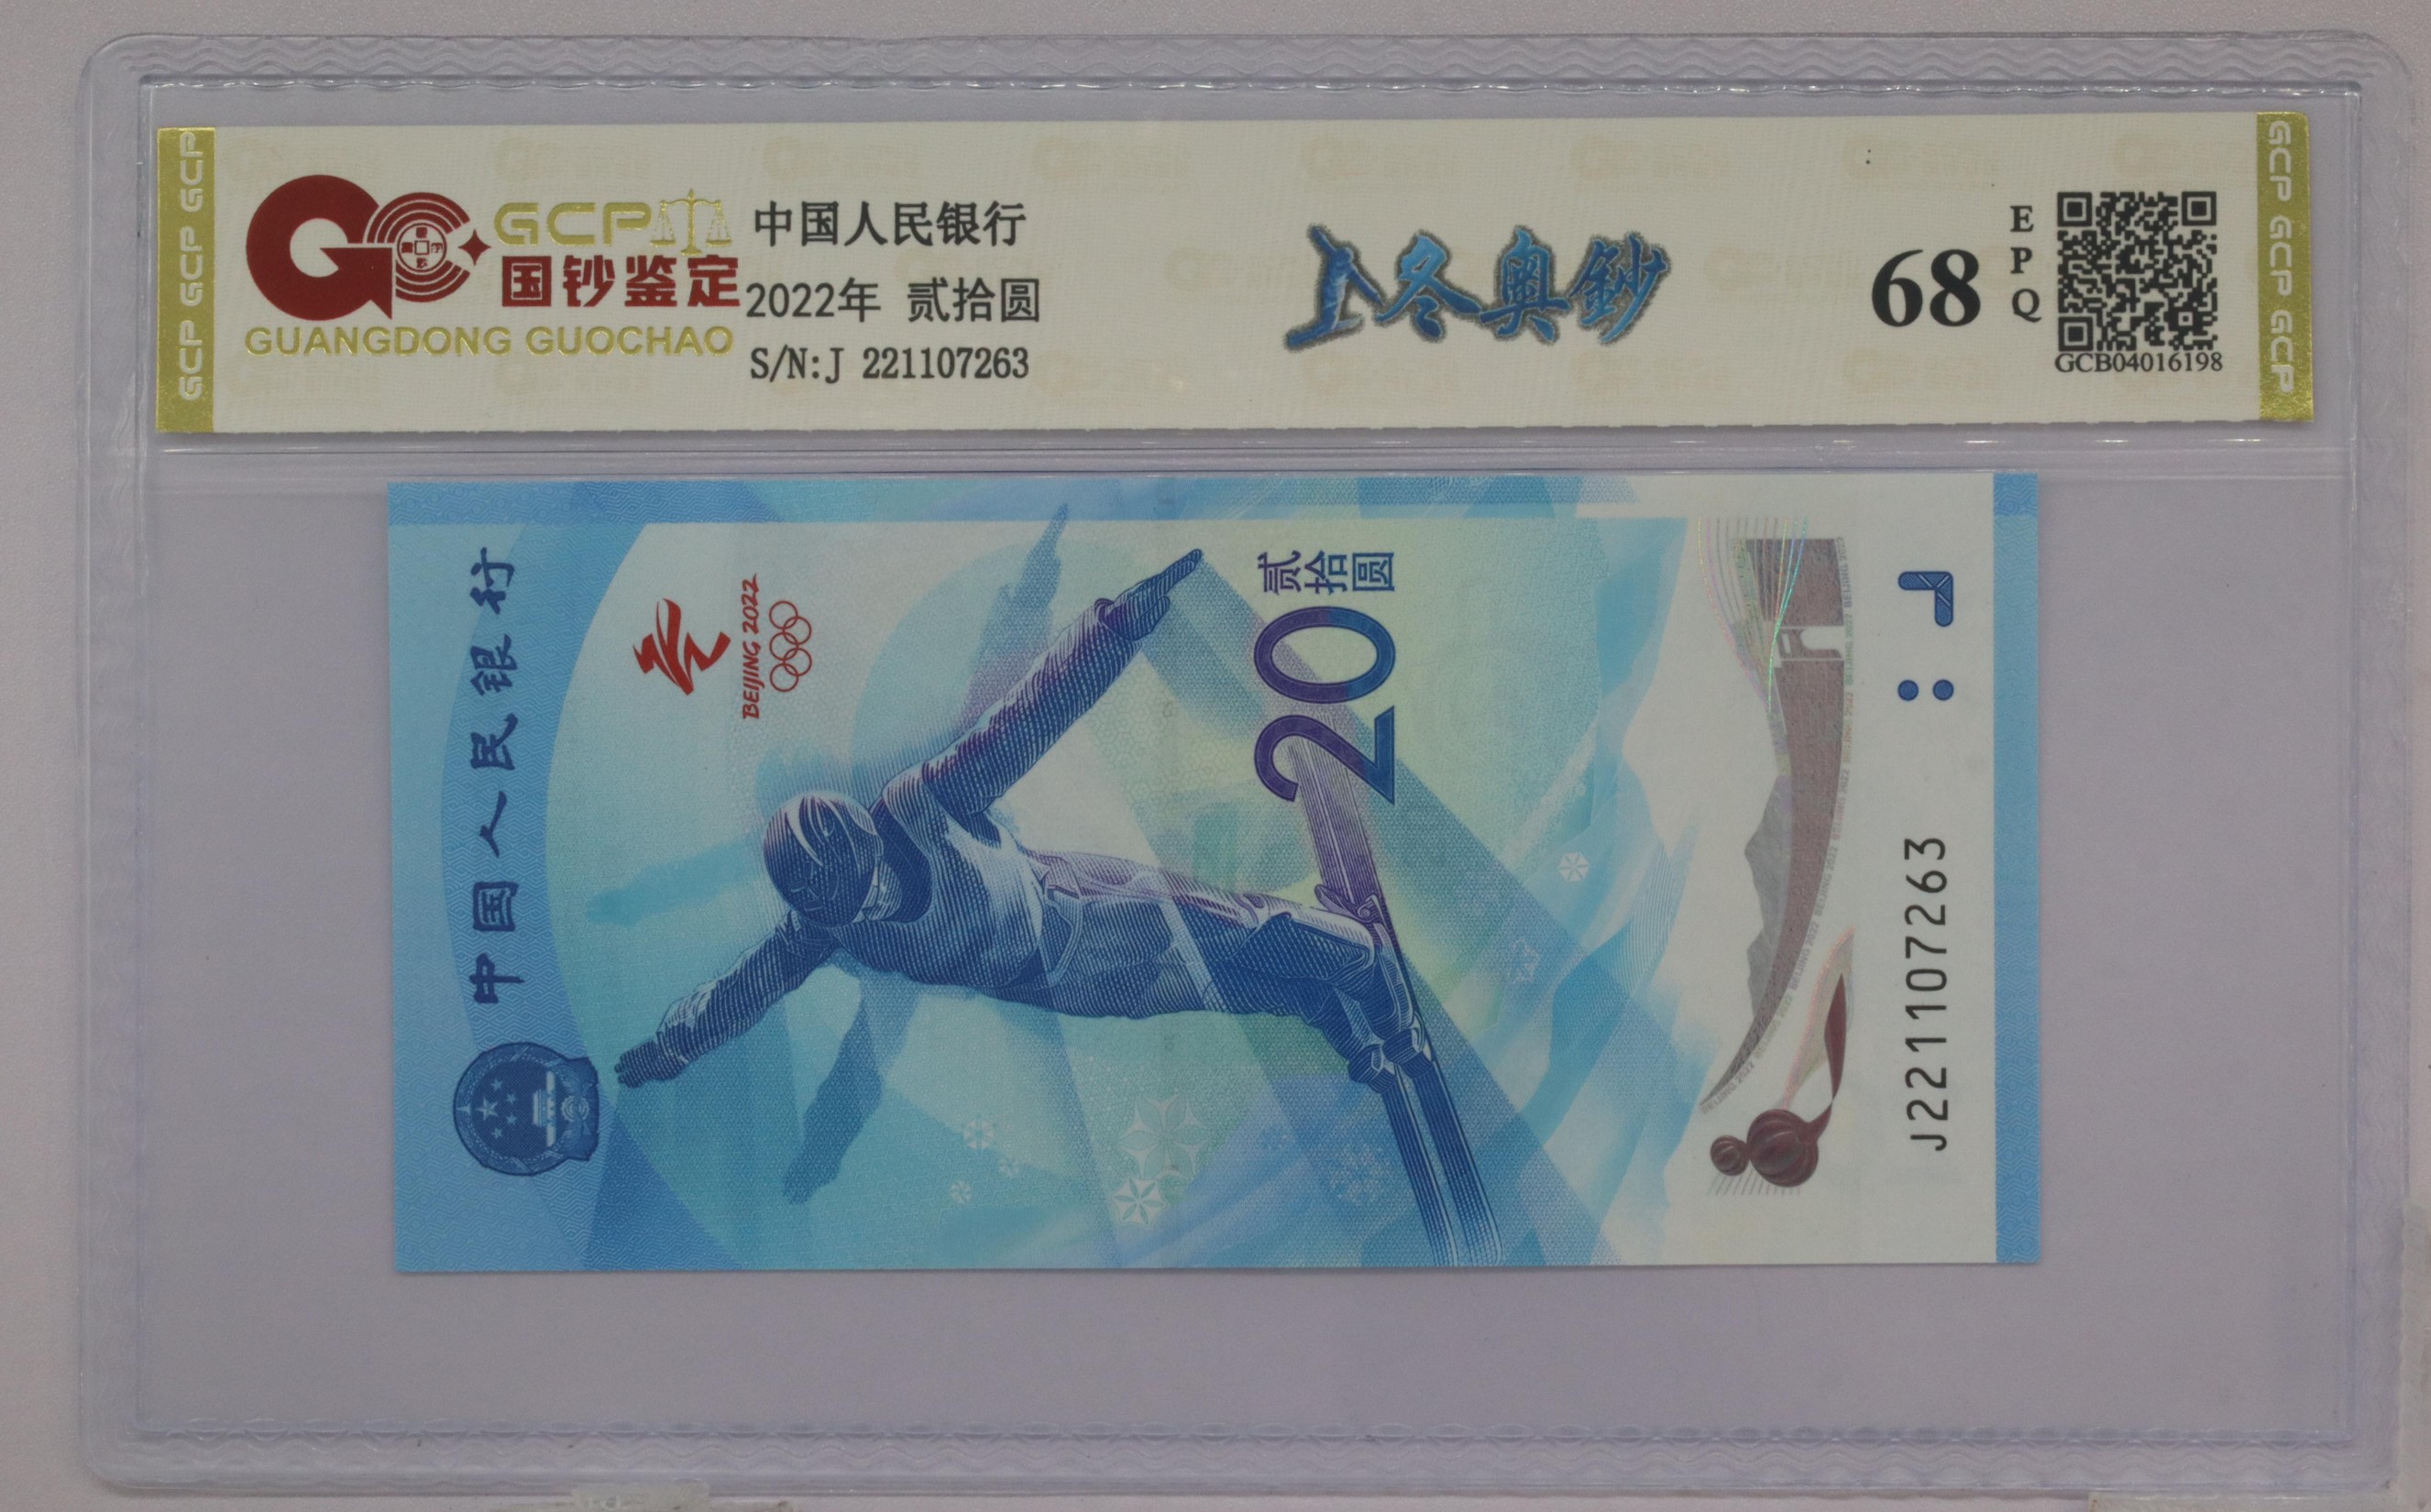 GCP GCP GCP
GCP
国钞鉴定
GUANGDONG GUOCHAO
中国人民银行
2022年 贰拾圆
S/N:J 221107263
冬奥鈔
68
EPQ
GCB04016198
GCP GCP GCP GCP
中国人民银行
BEIJING 2022
贰拾圆
20
J221107263